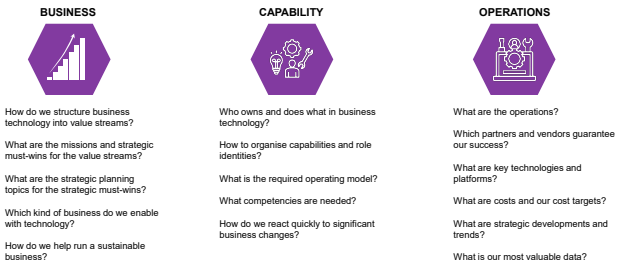 BUSINESS
How do we structure business
technology into value streams?
What are the missions and strategic
must-wins for the value streams?
What are the strategic planning
topics for the strategic must-wins?
Which kind of business do we enable
with technology?
How do we help run a sustainable
business?
CAPABILITY
Who owns and does what in business
technology?
How to organise capabilities and role
identities?
What is the required operating model?
What competencies are needed?
How do we react quickly to significant
business changes?
OPERATIONS
What are the operations?
Which partners and vendors guarantee
our success?
What are key technologies and
platforms?
What are costs and our cost targets?
What are strategic developments and
trends?
What is our most valuable data?